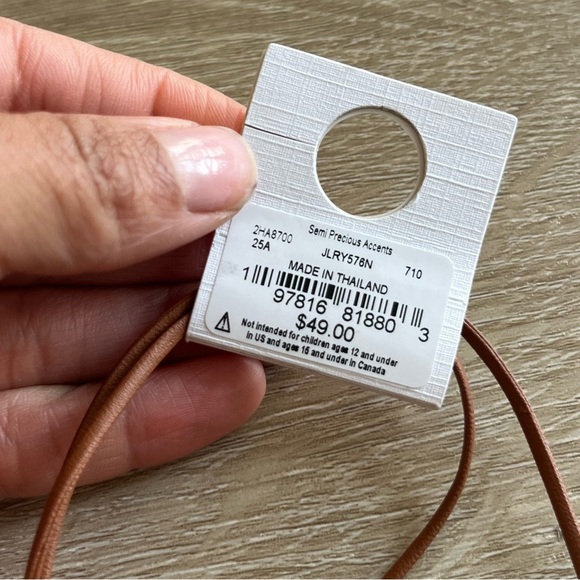 Semi Precious Accents
2HA8700 JLRY576N 710
25A
MADE IN THAILAND
1 97816 81880 3
$49.00
Not intended for children ages 12 and under
in US and ages 15 and under in Canada